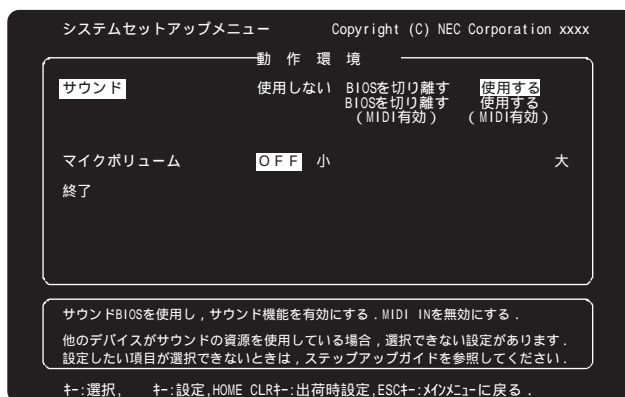 システムセットアップメニュー Copyright (C) NEC Corporation xxxx
動 作 環 境
サウンド 使用しない BIOSを切り離す 使用する
BIOSを切り離す 使用する
(MIDI有効) (MIDI有効)
マイクボリューム OFF 小 大
終了
サウンドBIOSを使用し,サウンド機能を有効にする.MIDI INを無効にする.
他のデバイスがサウンドの資源を使用している場合,選択できない設定があります.
設定したい項目が選択できないときは,ステップアップガイドを参照してください.
キー:選択, キー:設定,HOME CLRキー:出荷時設定,ESCキー:メインメニューに戻る.